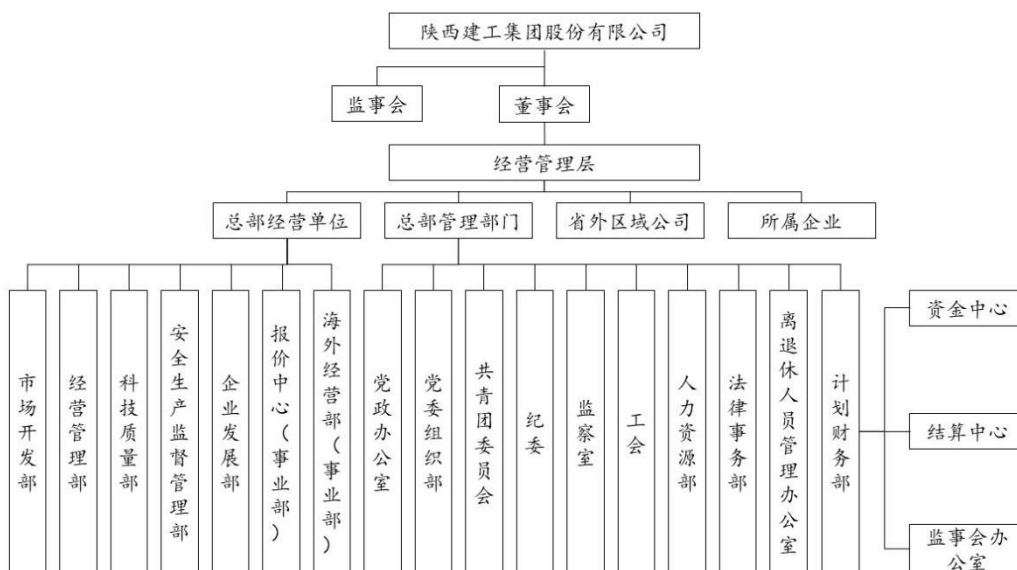 陕西建工集团股份有限公司
监事会
董事会
经营管理层
总部经营单位
总部管理部门
省外区域公司
所属企业
市场开发部
经营管理部
科技质量部
安全生产监督管理部
企业发展部
报价中心（事业部）
海外经营部（事业部）
党政办公室
党委组织部
共青团委员会
纪委
监察室
工会
人力资源部
法律事务部
离退休人员管理办公室
计划财务部
资金中心
结算中心
监事会办
公室